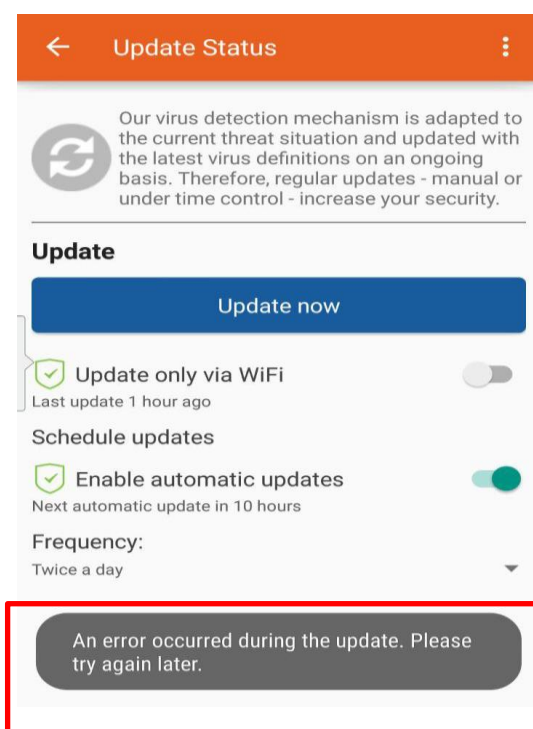 Update Status
Our virus detection mechanism is adapted to
the current threat situation and updated with
the latest virus definitions on an ongoing
basis. Therefore, regular updates - manual or
under time control - increase your security.
Update
Update now
Update only via WiFi
Last update 1 hour ago
Schedule updates
Enable automatic updates
Next automatic update in 10 hours
Frequency:
Twice a day
An error occurred during the update. Please
try again later.